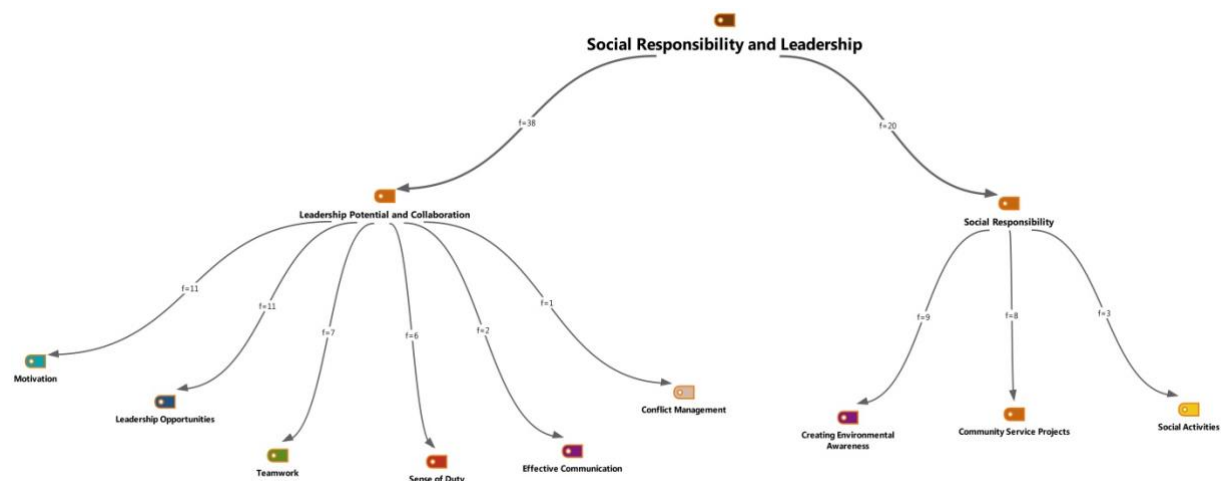 Social Responsibility and Leadership
f=38
f=20
Leadership Potential and Collaboration
Social Responsibility
f=11
f=11
f=7
f=6
f=2
f=1
f=9
f=8
f=3
Motivation
Leadership Opportunities
Teamwork
Sense of Duty
Effective Communication
Conflict Management
Creating Environmental
Awareness
Community Service Projects
Social Activities